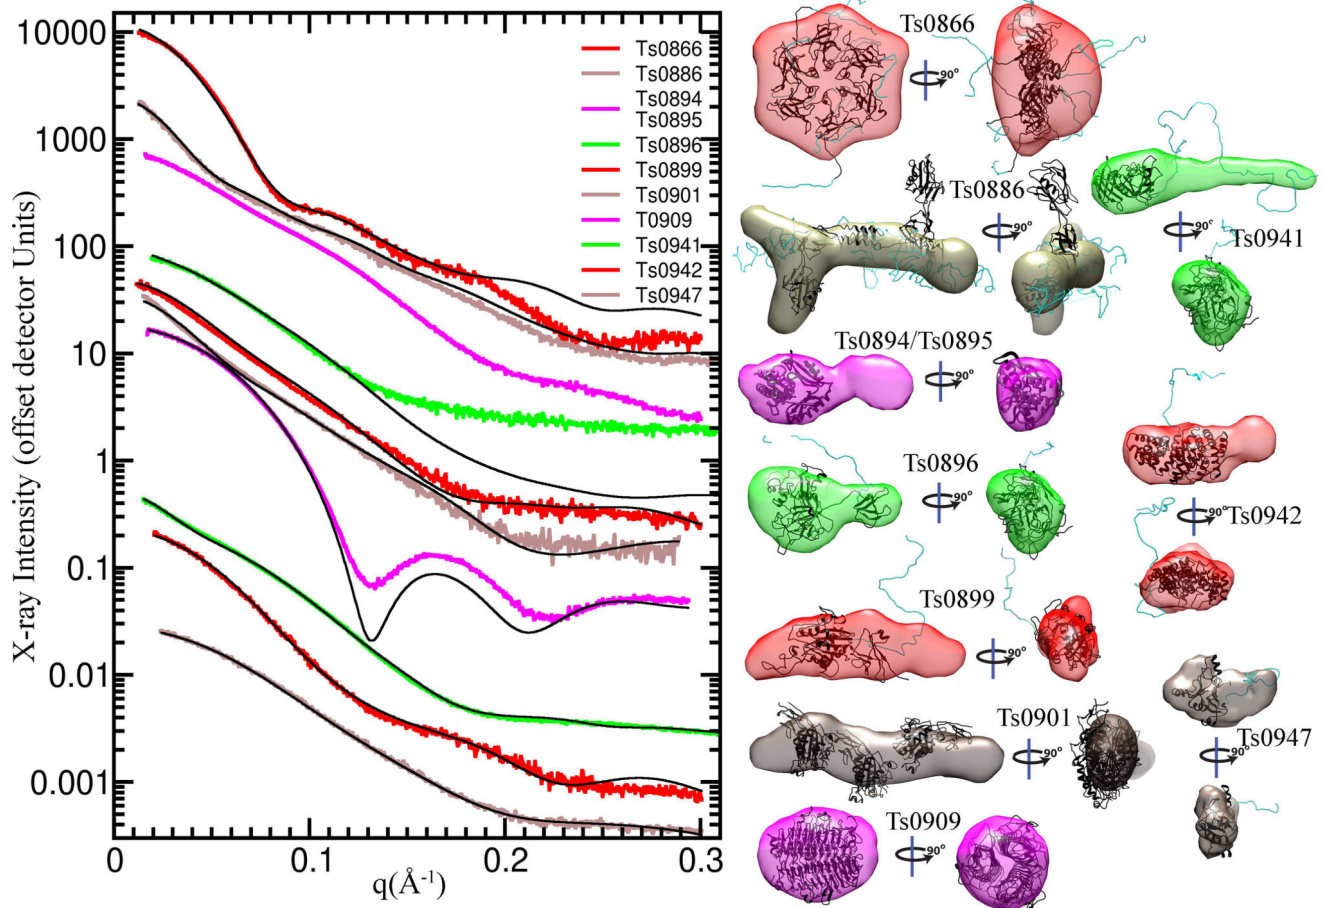 10000
1000
100
10
1
0.1
0.01
0.001
X-ray Intensity (offset detector Units)
0
0.1
0.2
0.3
q(Å⁻¹)
Ts0866
Ts0886
Ts0894
Ts0895
Ts0896
Ts0899
Ts0901
T0909
Ts0941
Ts0942
Ts0947
Ts0866
90°
Ts0886
90°
90°
Ts0941
Ts0894/Ts0895
90°
Ts0896
90°
90°
Ts0942
Ts0899
90°
Ts0901
90°
90°
Ts0947
Ts0909
90°